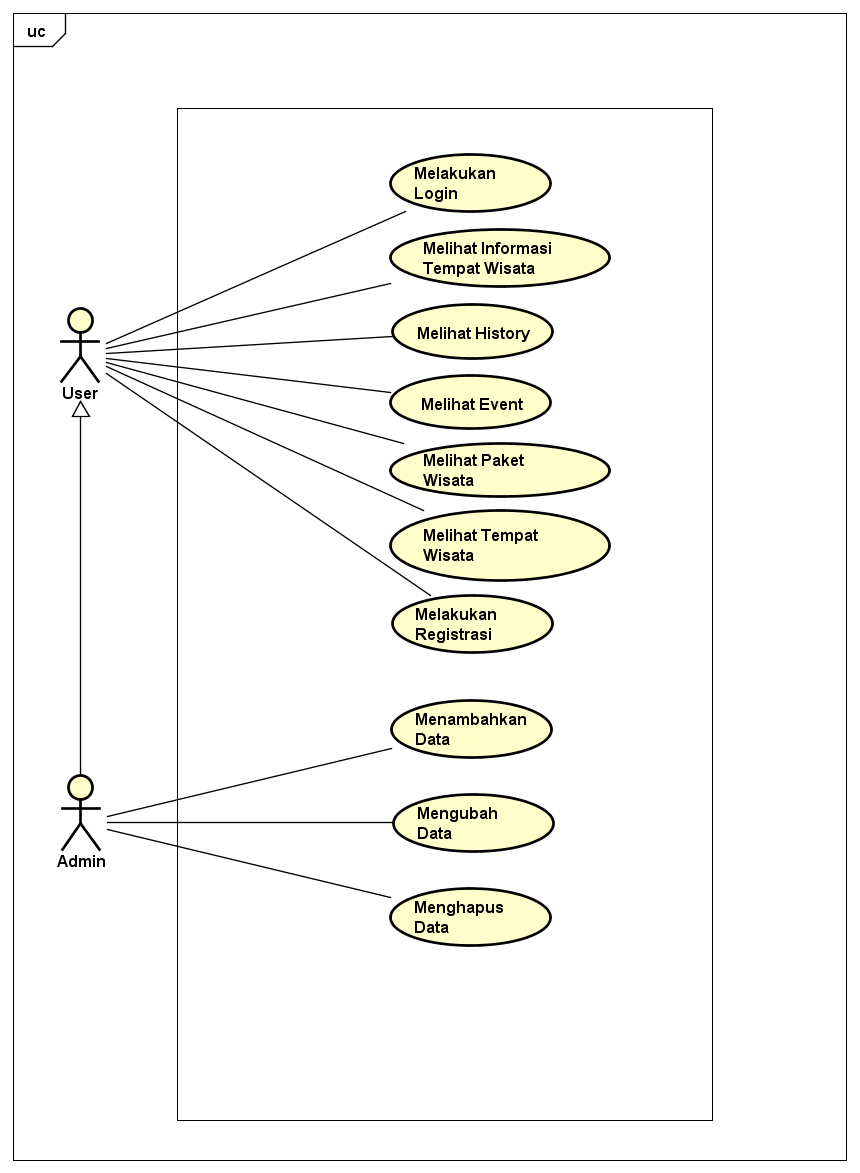 uc
Melakukan
Login
Melihat Informasi
Tempat Wisata
Melihat History
User
Melihat Event
Melihat Paket
Wisata
Melihat Tempat
Wisata
Melakukan
Registrasi
Menambahkan
Data
Mengubah
Data
Admin
Menghapus
Data